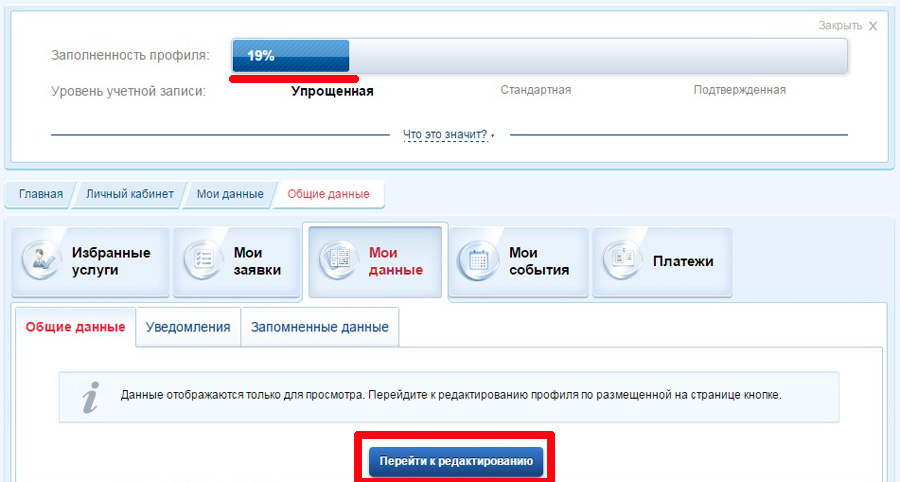 Закрыть X
Заполненность профиля: 19%
Уровень учетной записи: Упрощенная Стандартная Подтвержденная
Что это значит?
Главная Личный кабинет Мои данные Общие данные
Избранные услуги
Мои заявки
Мои данные
Мои события
Платежи
Общие данные Уведомления Запомненные данные
Данные отображаются только для просмотра. Перейдите к редактированию профиля по размещенной на странице кнопке.
Перейти к редактированию